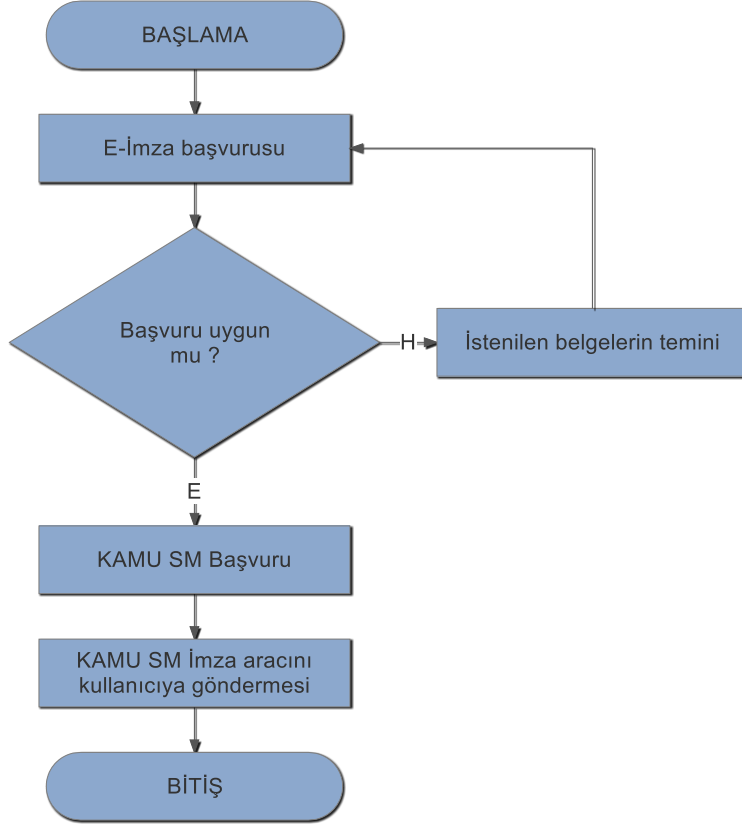 BAŞLAMA
E-İmza başvurusu
Başvuru uygun
mu ?
H
İstenilen belgelerin temini
E
KAMU SM Başvuru
KAMU SM İmza aracını
kullanıcıya göndermesi
BİTİŞ